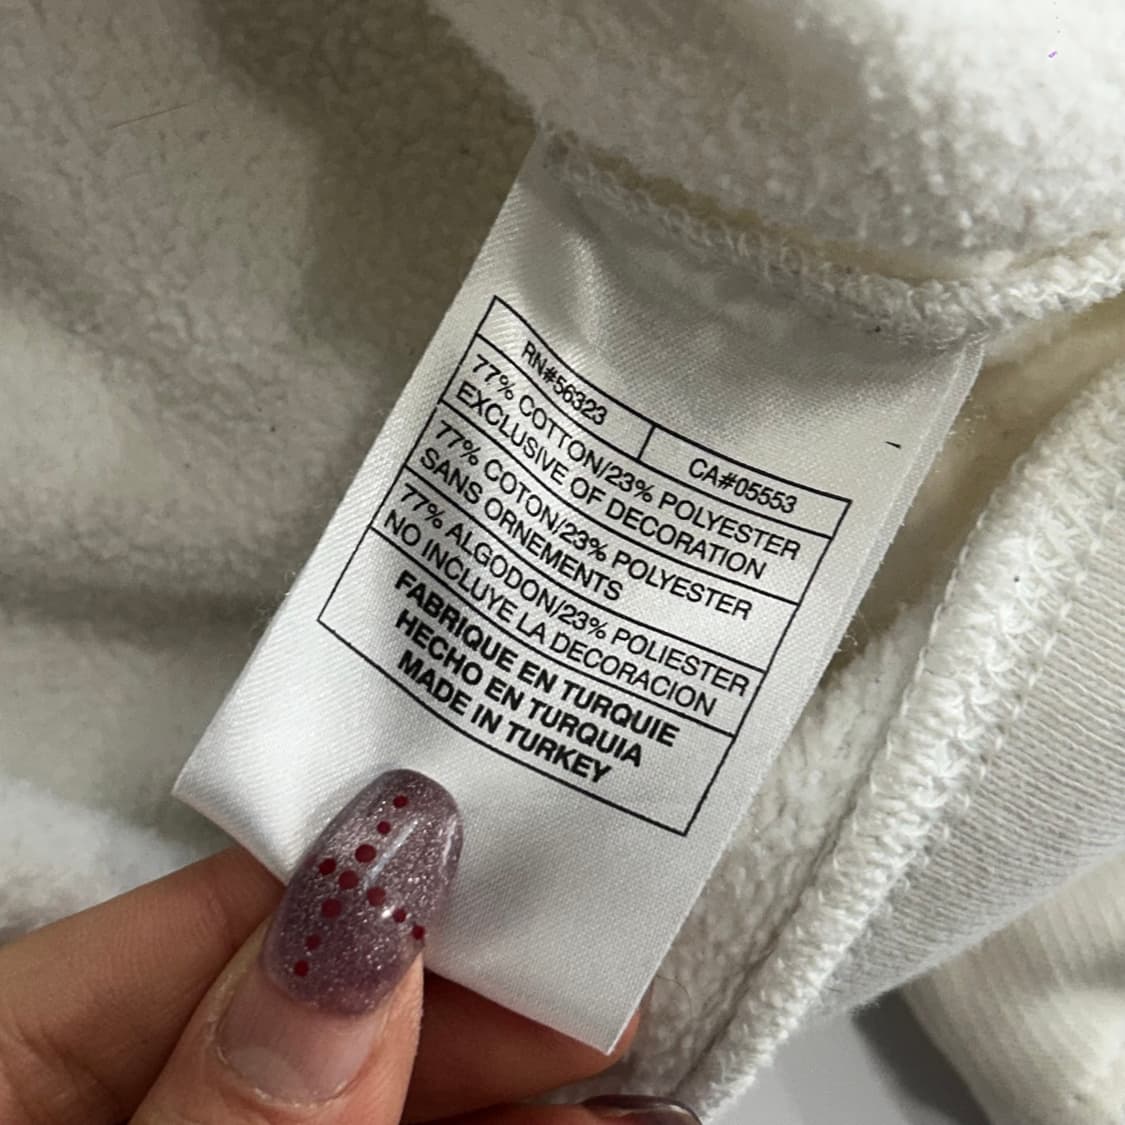 RN#56323 CA#05553
77% COTTON/23% POLYESTER
EXCLUSIVE OF DECORATION
77% COTON/23% POLYESTER
SANS ORNEMENTS
77% ALGODON/23% POLIESTER
NO INCLUYE LA DECORACION
FABRIQUE EN TURQUIE
HECHO EN TURQUIA
MADE IN TURKEY